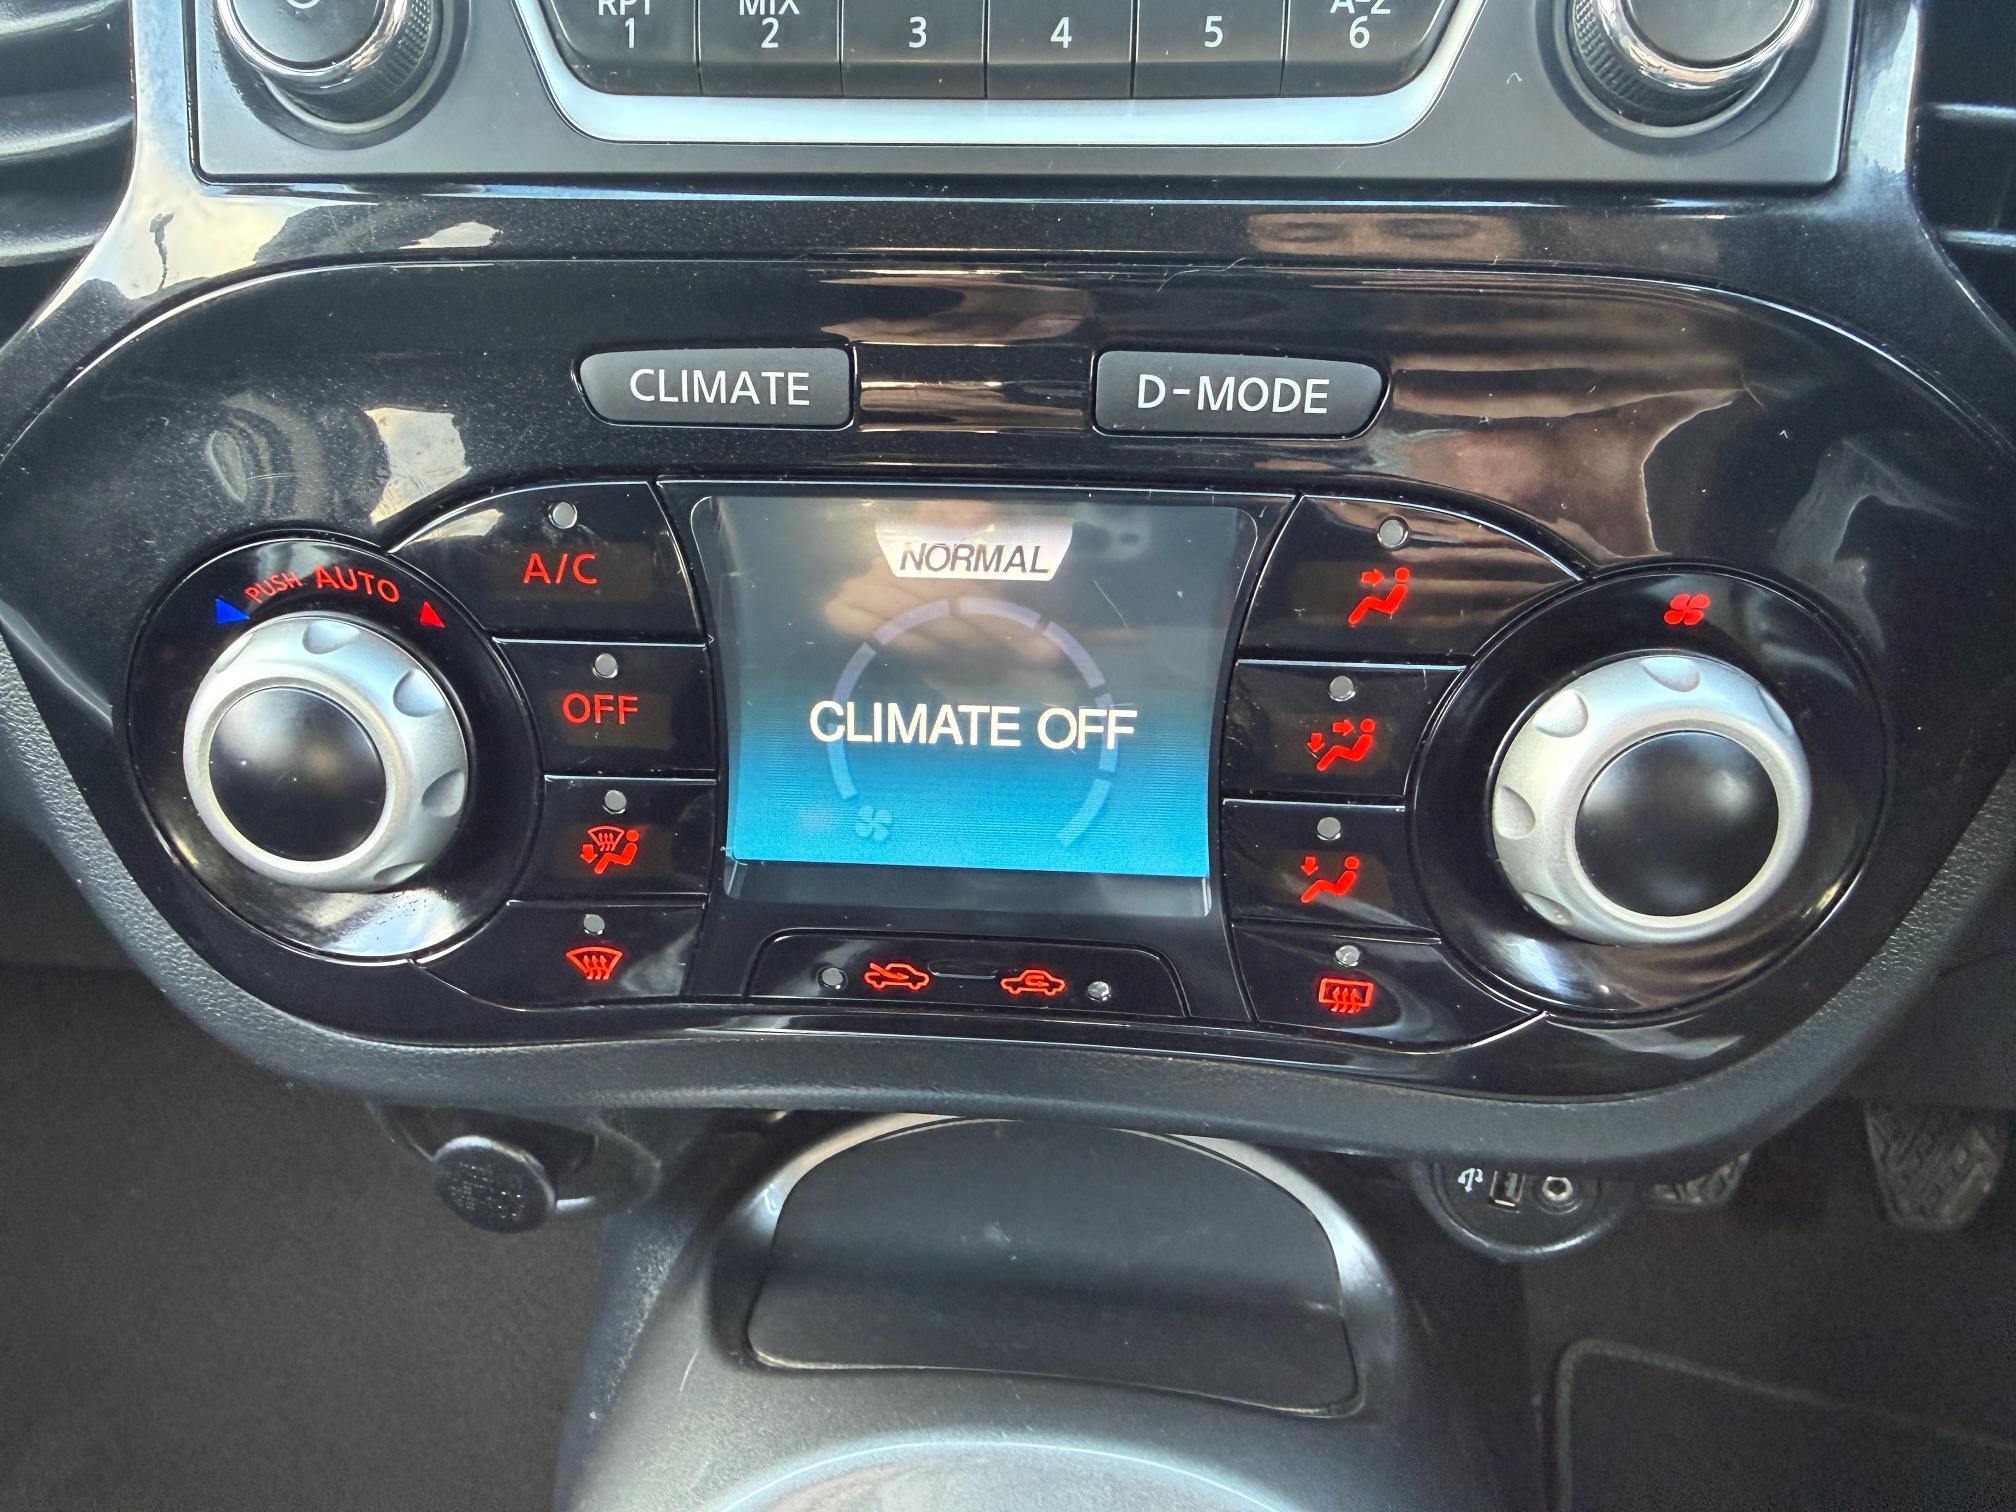 RPT MIX A-Z
1 2 3 4 5 6
CLIMATE D-MODE
A/C
NORMAL
PUSH AUTO
OFF
CLIMATE OFF